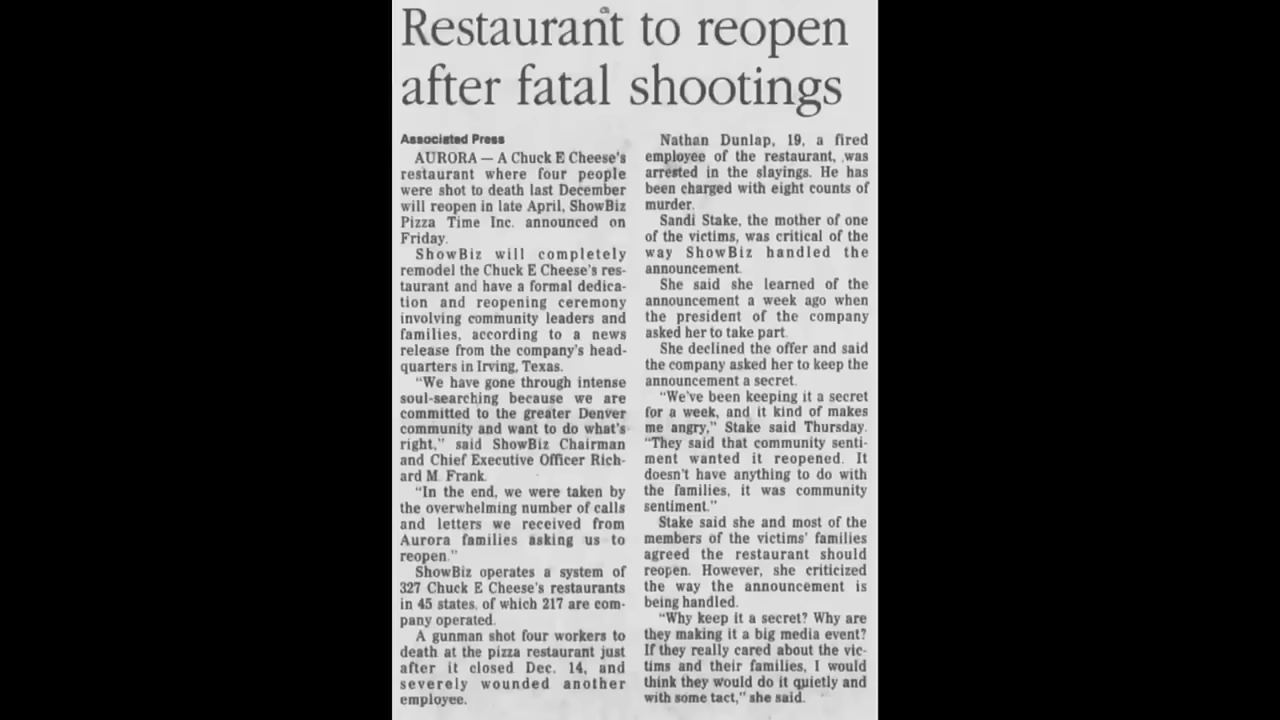 Restaurant to reopen
after fatal shootings
Associated Press
AURORA — A Chuck E Cheese's
restaurant where four people
were shot to death last December
will reopen in late April, ShowBiz
Pizza Time Inc. announced on
Friday.
ShowBiz will completely
remodel the Chuck E Cheese's res-
taurant and have a formal dedica-
tion and reopening ceremony
involving community leaders and
families, according to a news
release from the company's head-
quarters in Irving, Texas.
"We have gone through intense
soul-searching because we are
committed to the greater Denver
community and want to do what's
right," said ShowBiz Chairman
and Chief Executive Officer Rich-
ard M. Frank.
"In the end, we were taken by
the overwhelming number of calls
and letters we received from
Aurora families asking us to
reopen."
ShowBiz operates a system of
327 Chuck E Cheese's restaurants
in 45 states, of which 217 are com-
pany operated.
A gunman shot four workers to
death at the pizza restaurant just
after it closed Dec. 14, and
severely wounded another
employee.
Nathan Dunlap, 19, a fired
employee of the restaurant, was
arrested in the slayings. He has
been charged with eight counts of
murder.
Sandi Stake, the mother of one
of the victims, was critical of the
way ShowBiz handled the
announcement.
She said she learned of the
announcement a week ago when
the president of the company
asked her to take part.
She declined the offer and said
the company asked her to keep the
announcement a secret.
"We've been keeping it a secret
for a week, and it kind of makes
me angry," Stake said Thursday.
"They said that community senti-
ment wanted it reopened. It
doesn't have anything to do with
the families, it was community
sentiment."
Stake said she and most of the
members of the victims' families
agreed the restaurant should
reopen. However, she criticized
the way the announcement is
being handled.
"Why keep it a secret? Why are
they making it a big media event?
If they really cared about the vic-
tims and their families, I would
think they would do it quietly and
with some tact," she said.